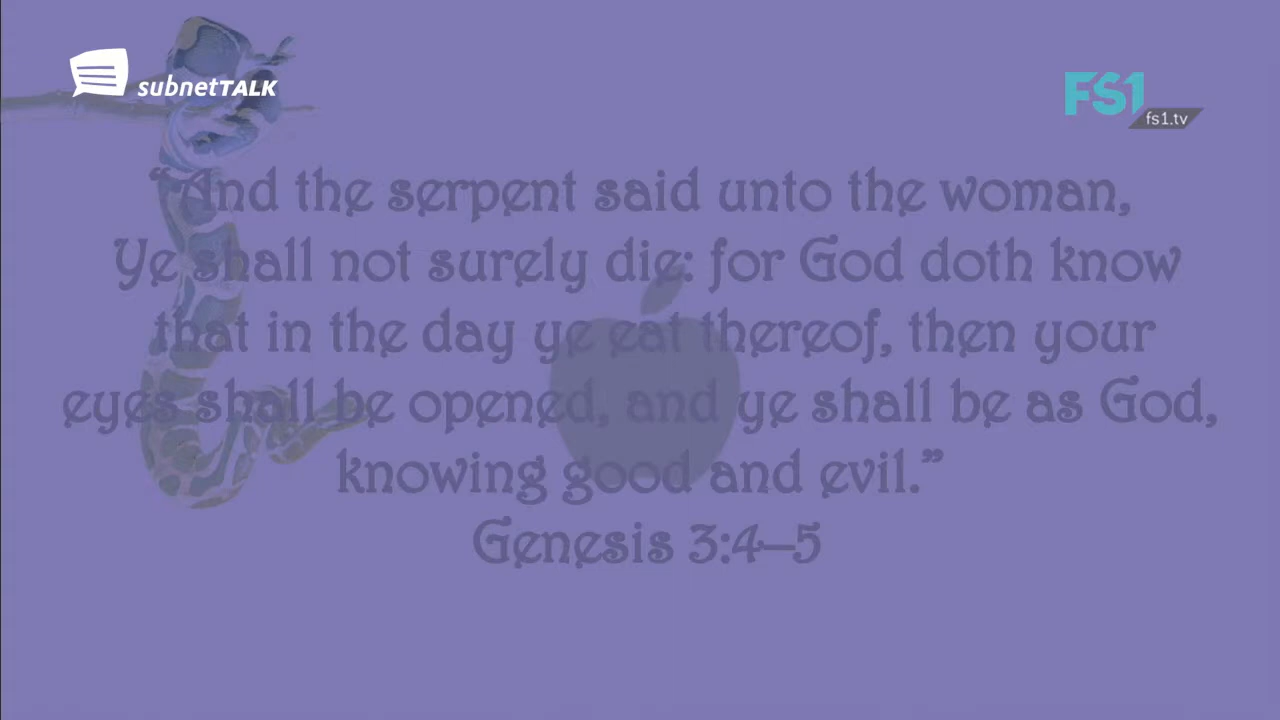 subnetTALK
FS1
fs1.tv
“And the serpent said unto the woman,
Ye shall not surely die: for God doth know
that in the day ye eat thereof, then your
eyes shall be opened, and ye shall be as God,
knowing good and evil.”
Genesis 3:4–5